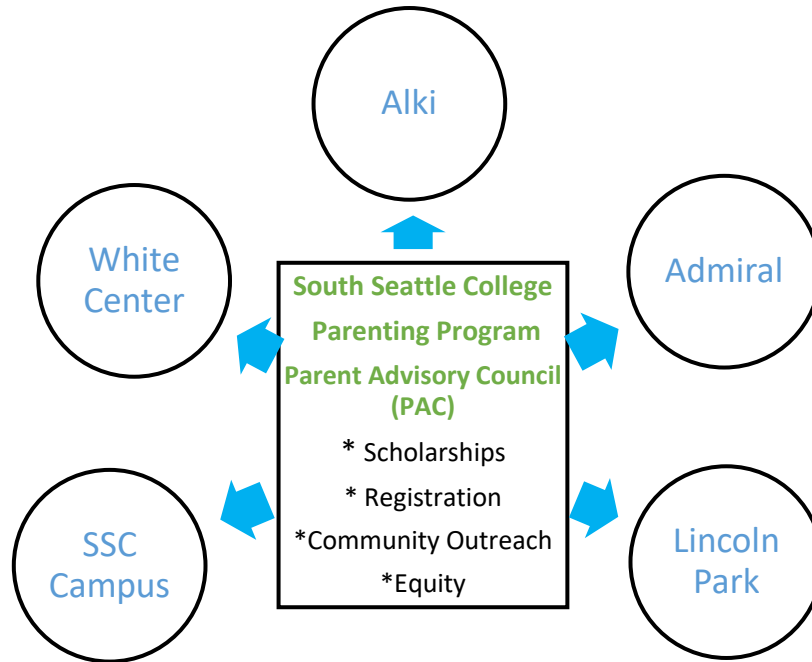 Alki
White
Center
Admiral
South Seattle College
Parenting Program
Parent Advisory Council
(PAC)
* Scholarships
* Registration
*Community Outreach
*Equity
SSC
Campus
Lincoln
Park